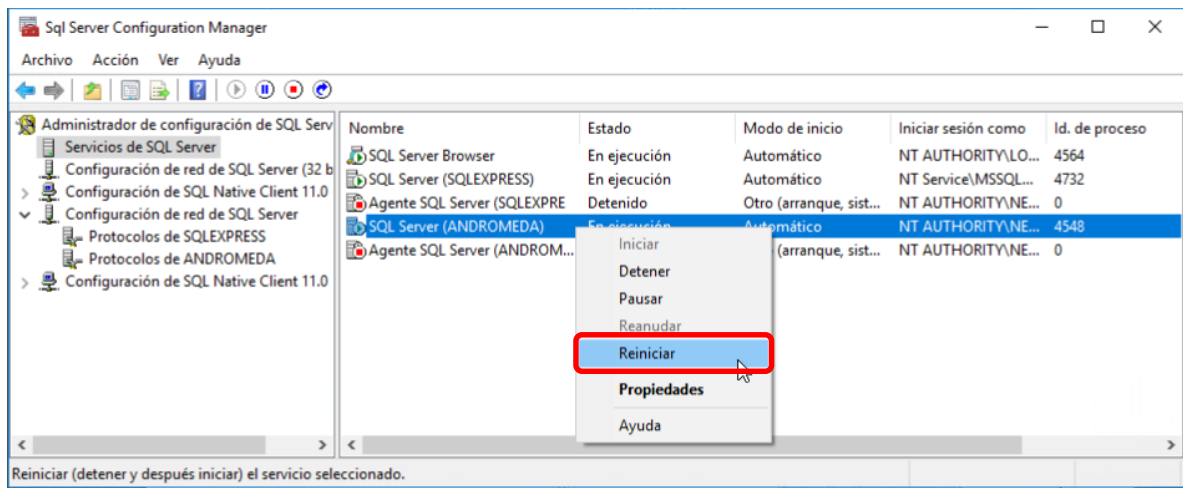 Sql Server Configuration Manager
Archivo Acción Ver Ayuda
Administrador de configuración de SQL Serv
Servicios de SQL Server
Configuración de red de SQL Server (32 b
Configuración de SQL Native Client 11.0
Configuración de red de SQL Server
Protocolos de SQLEXPRESS
Protocolos de ANDROMEDA
Configuración de SQL Native Client 11.0
Nombre Estado Modo de inicio Iniciar sesión como Id. de proceso
SQL Server Browser En ejecución Automático NT AUTHORITY\LO... 4564
SQL Server (SQLEXPRESS) En ejecución Automático NT Service\MSSQL... 4732
Agente SQL Server (SQLEXPRE Detenido Otro (arranque, sist... NT AUTHORITY\NE... 0
SQL Server (ANDROMEDA) En ejecución Automático NT AUTHORITY\NE... 4548
Agente SQL Server (ANDROM... (arranque, sist... NT AUTHORITY\NE... 0
Iniciar
Detener
Pausar
Reanudar
Reiniciar
Propiedades
Ayuda
Reiniciar (detener y después iniciar) el servicio seleccionado.